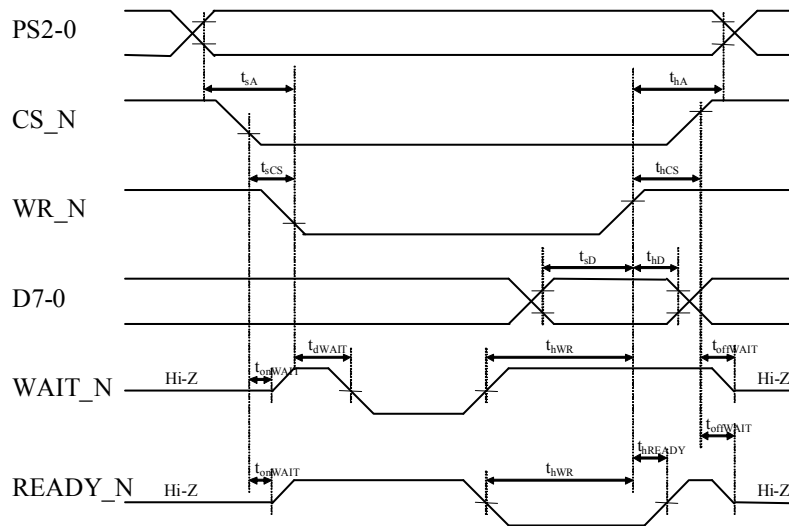 PS2-0
tsA thA
CS_N
tsCS thCS
WR_N
tsD thD
D7-0
tdWAIT thWR toffWAIT
WAIT_N Hi-Z tonWAIT Hi-Z
toffWAIT
tonWAIT thWR thREADY
READY_N Hi-Z Hi-Z